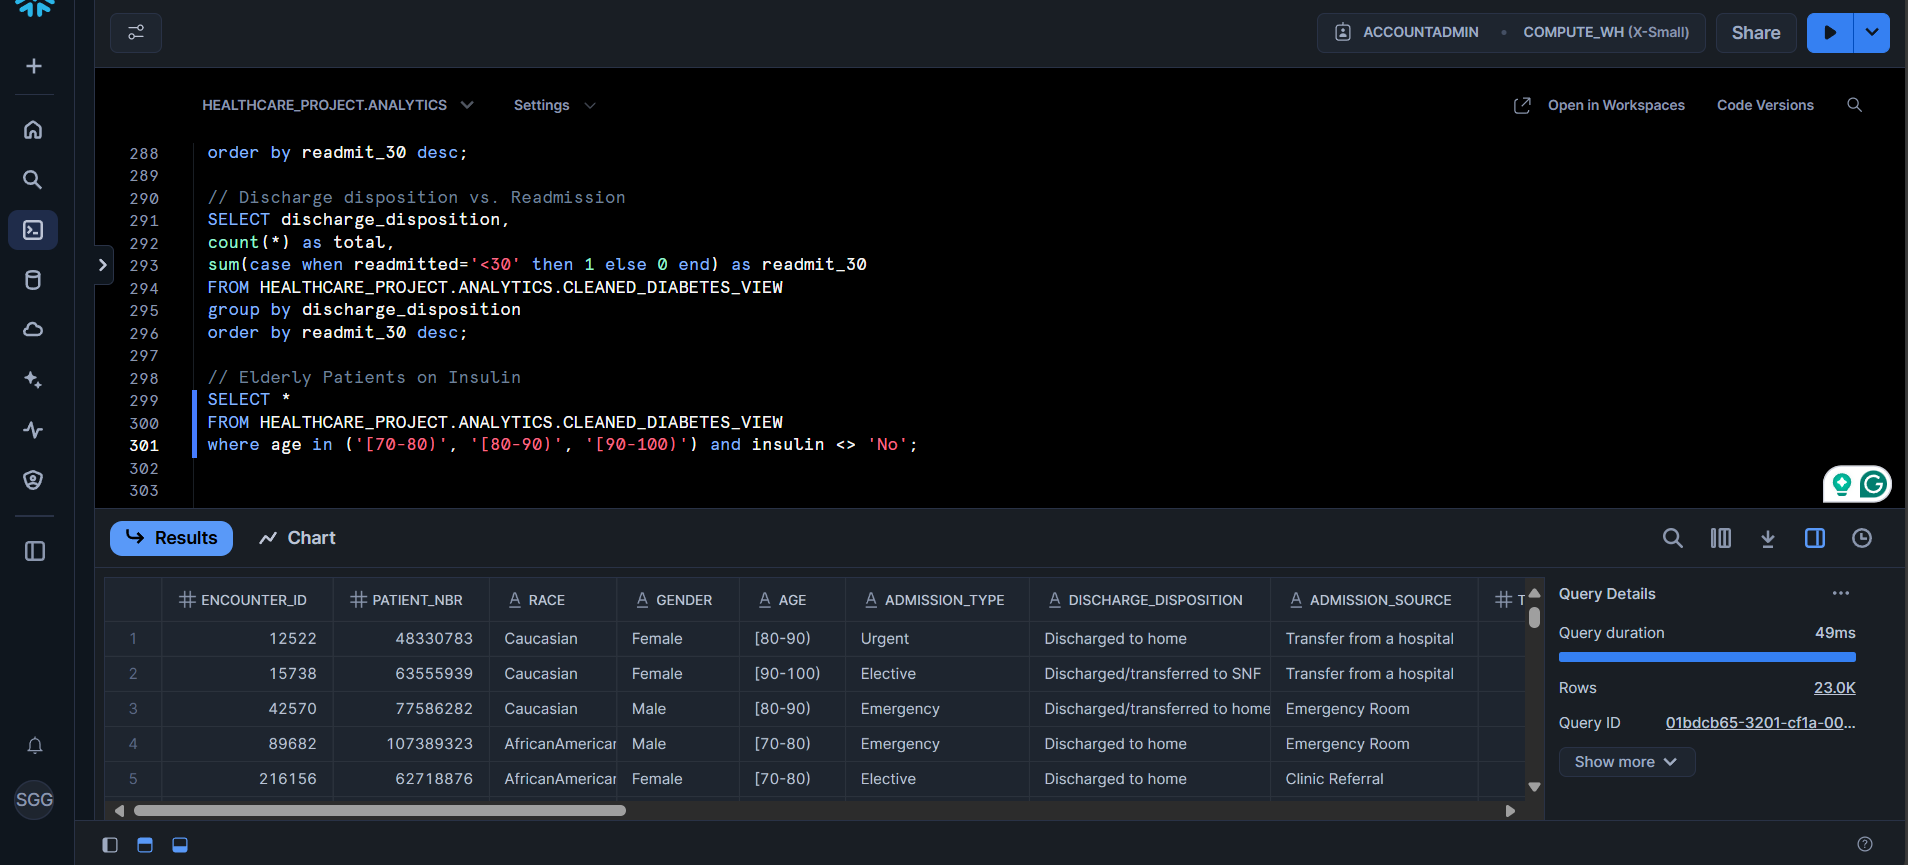 ACCOUNTADMIN • COMPUTE_WH (X-Small)
Share
HEALTHCARE_PROJECT.ANALYTICS
Settings
Open in Workspaces
Code Versions
288 order by readmit_30 desc;
289
290 // Discharge disposition vs. Readmission
291 SELECT discharge_disposition,
292 count(*) as total,
293 sum(case when readmitted='<30' then 1 else 0 end) as readmit_30
294 FROM HEALTHCARE_PROJECT.ANALYTICS.CLEANED_DIABETES_VIEW
295 group by discharge_disposition
296 order by readmit_30 desc;
297
298 // Elderly Patients on Insulin
299 SELECT *
300 FROM HEALTHCARE_PROJECT.ANALYTICS.CLEANED_DIABETES_VIEW
301 where age in ('[70-80)', '[80-90)', '[90-100)') and insulin <> 'No';
302
303
Results
Chart
ENCOUNTER_ID PATIENT_NBR RACE GENDER AGE ADMISSION_TYPE DISCHARGE_DISPOSITION ADMISSION_SOURCE T
1 12522 48330783 Caucasian Female [80-90) Urgent Discharged to home Transfer from a hospital
2 15738 63555939 Caucasian Female [90-100) Elective Discharged/transferred to SNF Transfer from a hospital
3 42570 77586282 Caucasian Male [80-90) Emergency Discharged/transferred to home Emergency Room
4 89682 107389323 AfricanAmerican Male [70-80) Emergency Discharged to home Emergency Room
5 216156 62718876 AfricanAmerican Female [70-80) Elective Discharged to home Clinic Referral
Query Details
Query duration 49ms
Rows 23.0K
Query ID 01bdcb65-3201-cf1a-00...
Show more
SGG